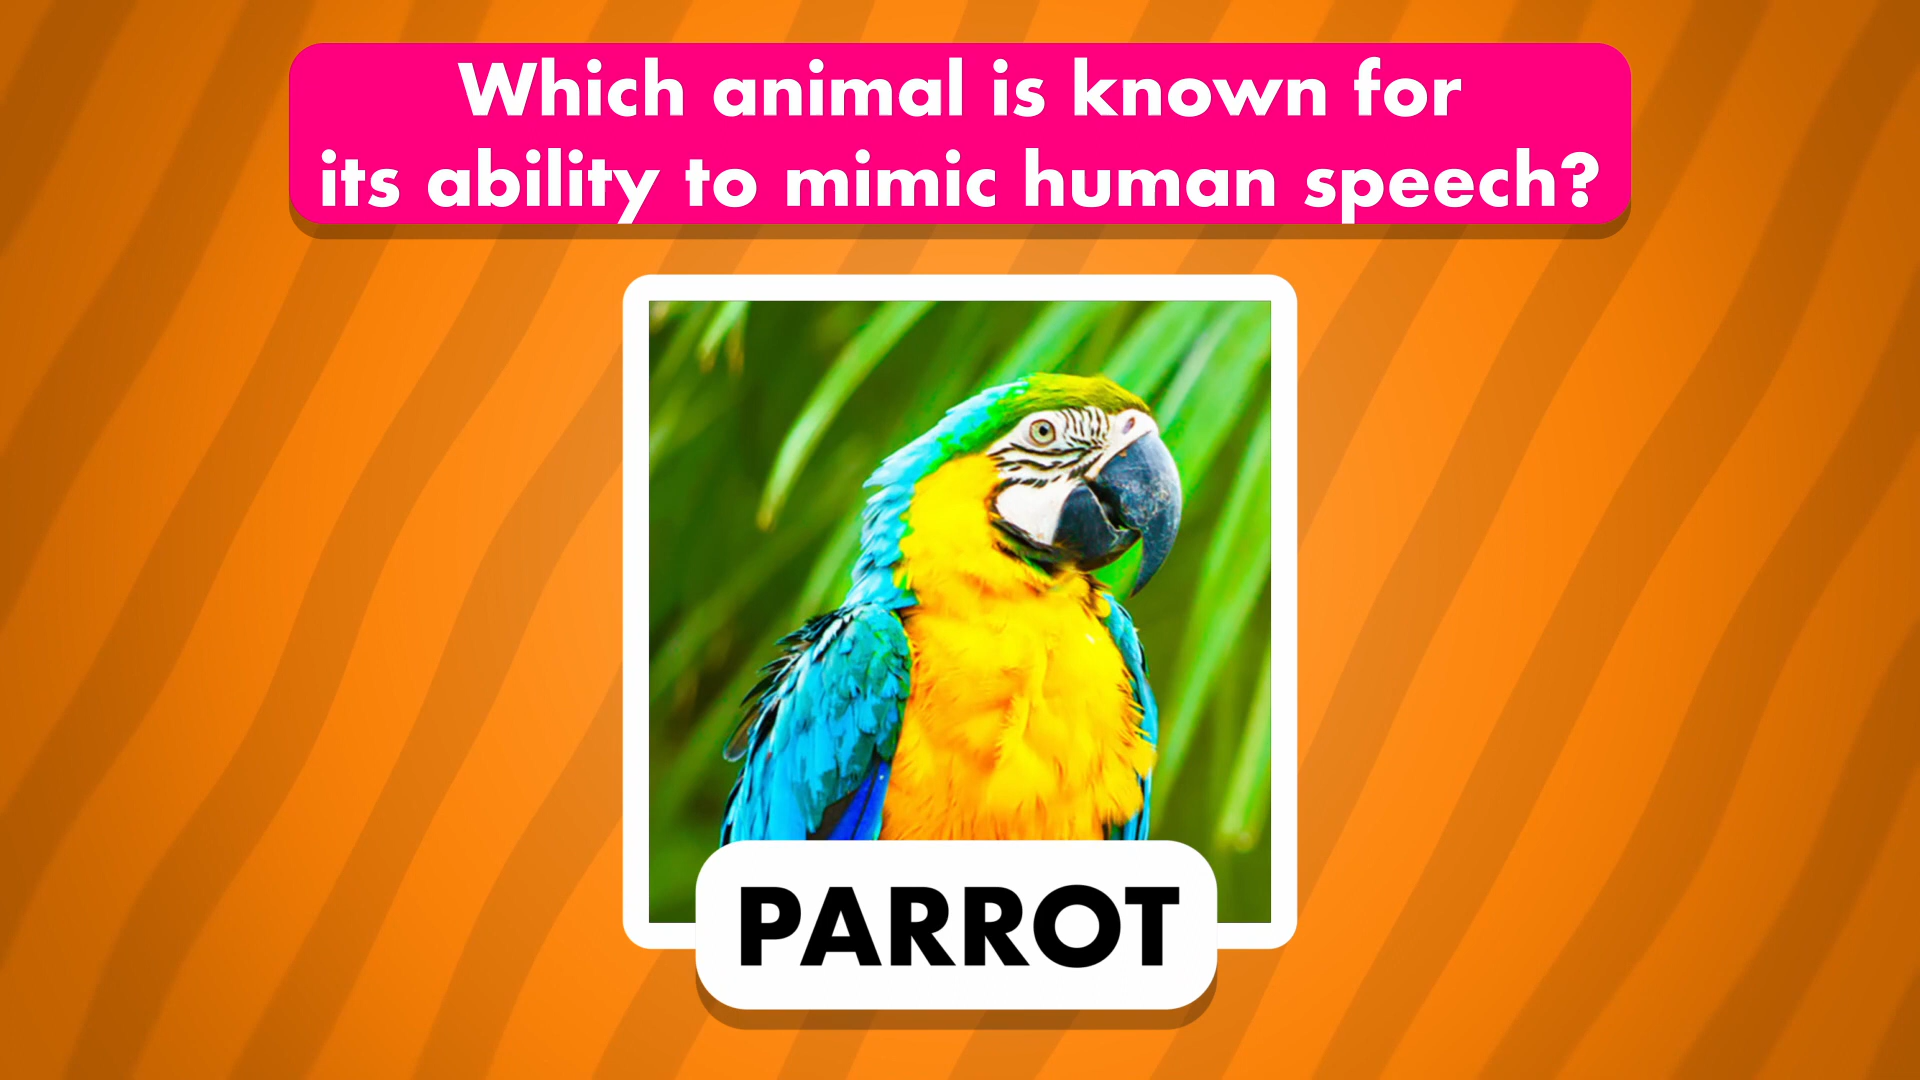 Which animal is known for
its ability to mimic human speech?
PARROT